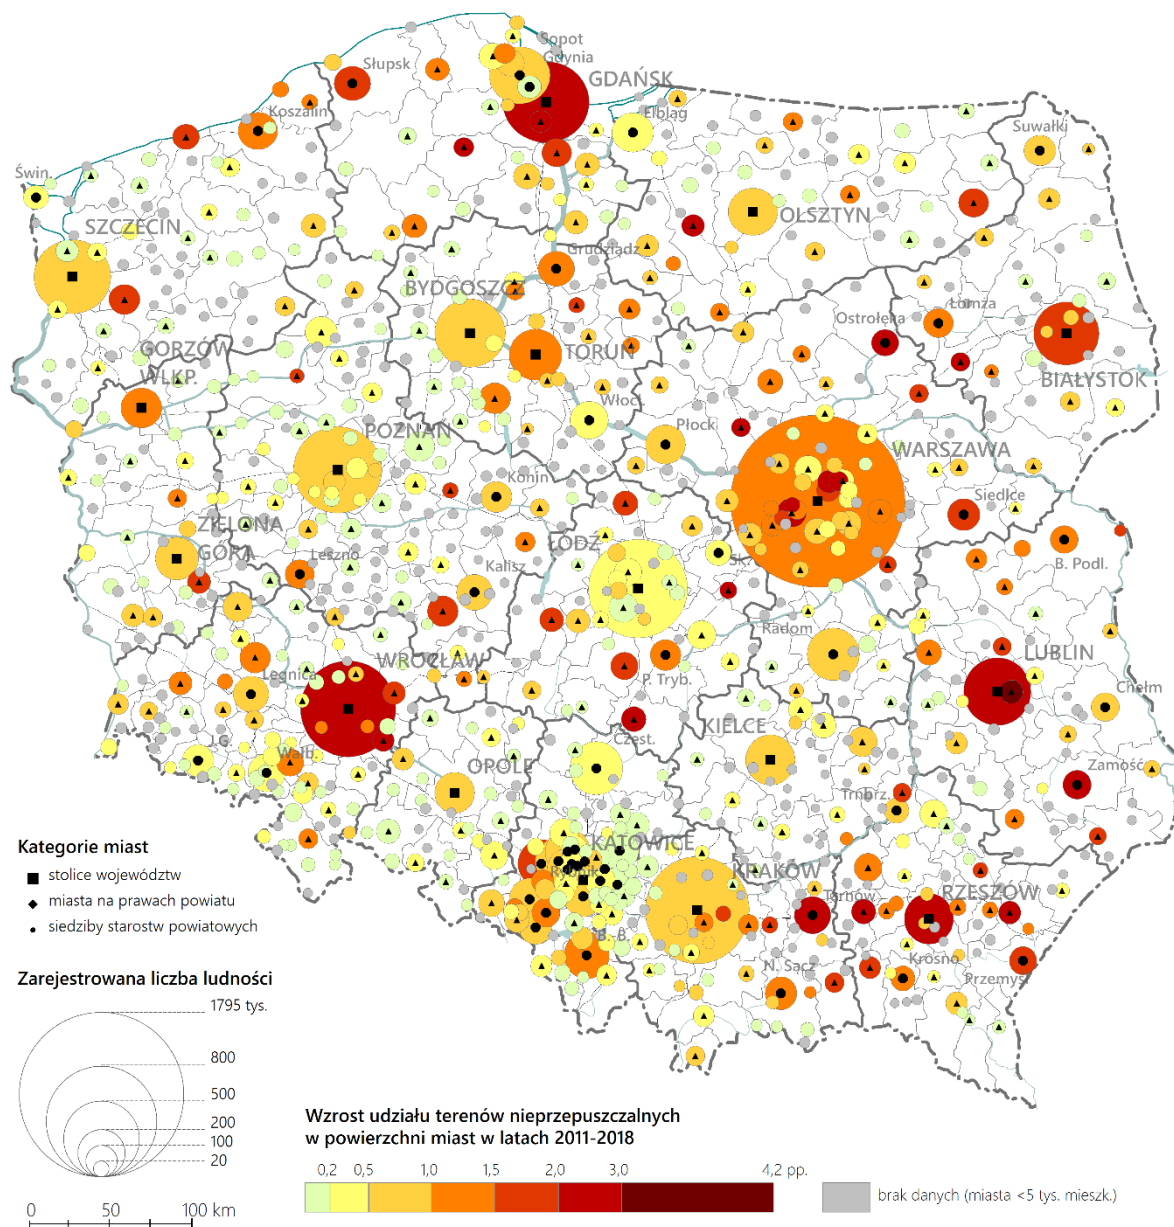 Sopot
Gdynia
GDAŃSK
Słupsk
Koszalin
Elbląg
Suwałki
Świn.
SZCZECIN
OLSZTYN
Grudziądz
BYDGOSZCZ
Łomża
Ostrołęka
TORUŃ
BIAŁYSTOK
GORZÓW
WLKP.
Włocł.
Płock
POZNAŃ
WARSZAWA
Konin
Siedlce
ZIELONA
GÓRA
Leszno
ŁÓDŹ
Sk.
B. Podl.
Kalisz
Radom
WROCŁAW
LUBLIN
Legnica
P. Tryb.
Chełm
J.G.
Wałb.
KIELCE
Częst.
OPOLE
Zamość
Trnbrz.
KATOWICE
Rybnik
KRAKÓW
RZESZÓW
Tarnów
B.-B.
N. Sącz
Krosno
Przemyśl
Kategorie miast
stolice województw
miasta na prawach powiatu
siedziby starostw powiatowych
Zarejestrowana liczba ludności
1795 tys.
800
500
200
100
20
0 50 100 km
Wzrost udziału terenów nieprzepuszczalnych
w powierzchni miast w latach 2011-2018
0,2 0,5 1,0 1,5 2,0 3,0 4,2 pp.
brak danych (miasta <5 tys. mieszk.)